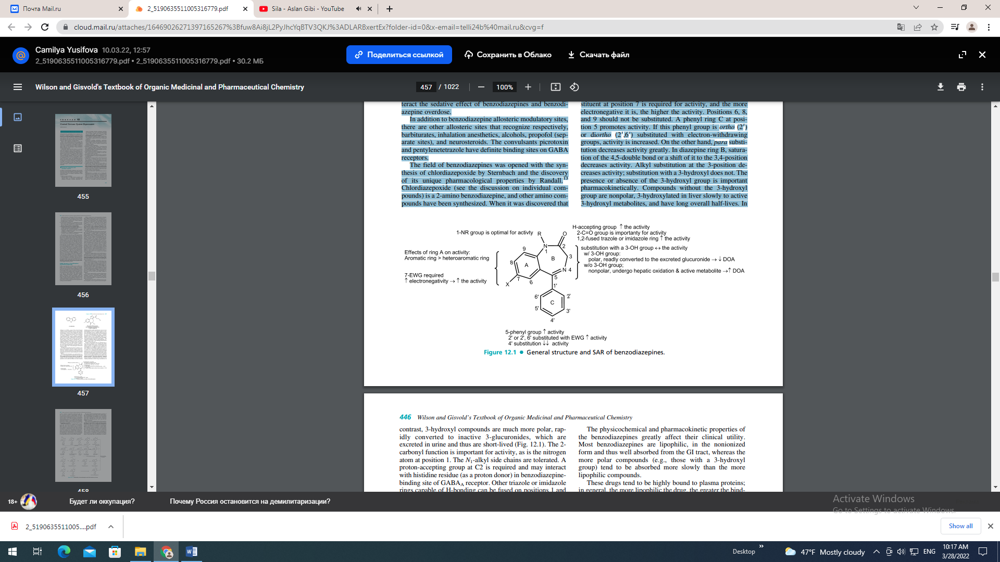 Почта Mail.ru
2_5190635511005316779.pdf
Sila - Aslan Gibi - YouTube
cloud.mail.ru/attaches/16469026271397165267%3Bfuw8Ai8jL2PyJhcYqBTV3QKJ%3ADLARBxertEx?folder-id=0&x-email=telli24b%40mail.ru&cvg=f
Camilya Yusifova 10.03.22, 12:57
2_5190635511005316779.pdf • 2_5190635511005316779.pdf • 30.2 МБ
Поделиться ссылкой
Сохранить в Облако
Скачать файл
Wilson and Gisvold's Textbook of Organic Medicinal and Pharmaceutical Chemistry
457 / 1022
100%
455
456
457
458
teract the sedative effect of benzodiazepines and benzodi-
azepine overdose.
In addition to benzodiazepine allosteric modulatory sites,
there are other allosteric sites that recognize respectively,
barbiturates, inhalation anesthetics, alcohols, propofol (sep-
arate sites), and neurosteroids. The convulsants picrotoxin
and pentylenetetrazole have definite binding sites on GABA
receptors.
The field of benzodiazepines was opened with the syn-
thesis of chlordiazepoxide by Sternbach and the discovery
of its unique pharmacological properties by Randall.13
Chlordiazepoxide (see the discussion on individual com-
pounds) is a 2-amino benzodiazepine, and other amino com-
pounds have been synthesized. When it was discovered that
stituent at position 7 is required for activity, and the more
electronegative it is, the higher the activity. Positions 6, 8,
and 9 should not be substituted. A phenyl ring C at posi-
tion 5 promotes activity. If this phenyl group is ortho (2′)
or diortho (2′,6′) substituted with electron-withdrawing
groups, activity is increased. On the other hand, para substi-
tution decreases activity greatly. In diazepine ring B, satura-
tion of the 4,5-double bond or a shift of it to the 3,4-position
decreases activity. Alkyl substitution at the 3-position de-
creases activity; substitution with a 3-hydroxyl does not. The
presence or absence of the 3-hydroxyl group is important
pharmacokinetically. Compounds without the 3-hydroxyl
group are nonpolar, 3-hydroxylated in liver slowly to active
3-hydroxyl metabolites, and have long overall half-lives. In
1-NR group is optimal for activty
H-accepting group ↑ the activity
2-C=O group is importanty for activity
1,2-fused trazole or imidazole ring ↑ the activity
Effects of ring A on activity:
Aromatic ring > heteroaromatic ring
7-EWG required
↑ electronegativity → ↑ the activity
substitution with a 3-OH group ↔ the activity
w/ 3-OH group:
polar, readly converted to the excreted glucuronide → ↓ DOA
w/o 3-OH group;
nonpolar, undergo hepatic oxidation & active metabolite →↑ DOA
R
O
N
1
2
3
N 4
5
6
7
8
9
A
B
X
1'
2'
3'
4'
5'
6'
C
5-phenyl group ↑ activity
2' or 2', 6' substituted with EWG ↑ activity
4' substitution ↓↓ activity
Figure 12.1 • General structure and SAR of benzodiazepines.
446 Wilson and Gisvold's Textbook of Organic Medicinal and Pharmaceutical Chemistry
contrast, 3-hydroxyl compounds are much more polar, rap-
idly converted to inactive 3-glucuronides, which are
excreted in urine and thus are short-lived (Fig. 12.1). The 2-
carbonyl function is important for activity, as is the nitrogen
atom at position 1. The N1-alkyl side chains are tolerated. A
proton-accepting group at C2 is required and may interact
with histidine residue (as a proton donor) in benzodiazepine-
binding site of GABAA receptor. Other triazole or imidazole
rings capable of H-bonding can be fused on positions 1 and
The physicochemical and pharmacokinetic properties of
the benzodiazepines greatly affect their clinical utility.
Most benzodiazepines are lipophilic, in the nonionized
form and thus well absorbed from the GI tract, whereas the
more polar compounds (e.g., those with a 3-hydroxyl
group) tend to be absorbed more slowly than the more
lipophilic compounds.
These drugs tend to be highly bound to plasma proteins;
in general, the more lipophilic the drug, the greater the bind-
18+
Будет ли оккупация?
Почему Россия остановится на демилитаризации?
Activate Windows
Go to Settings to activate Windows.
2_5190635511005....pdf
Show all
Desktop
47°F Mostly cloudy
ENG
10:17 AM
3/28/2022